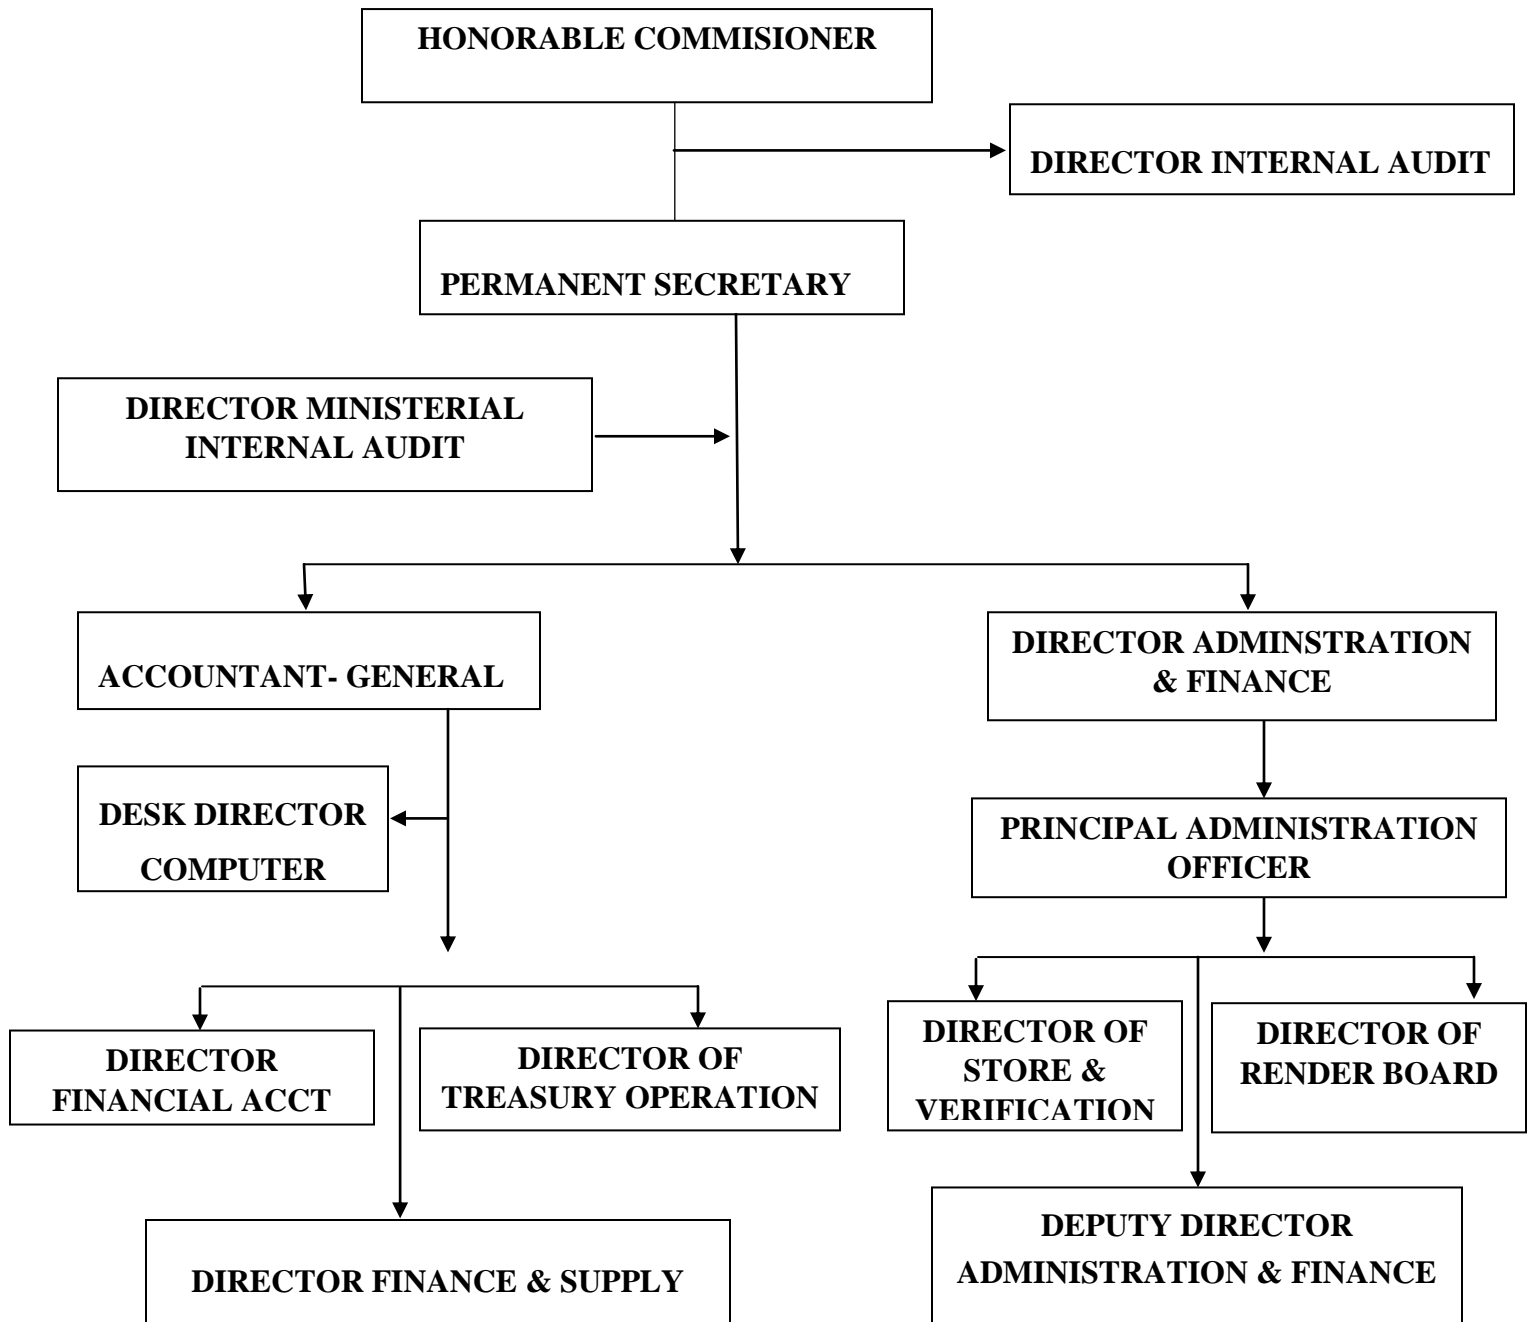 HONORABLE COMMISIONER
DIRECTOR INTERNAL AUDIT
PERMANENT SECRETARY
DIRECTOR MINISTERIAL
INTERNAL AUDIT
ACCOUNTANT- GENERAL
DIRECTOR ADMINSTRATION
& FINANCE
DESK DIRECTOR
COMPUTER
PRINCIPAL ADMINISTRATION
OFFICER
DIRECTOR
FINANCIAL ACCT
DIRECTOR OF
TREASURY OPERATION
DIRECTOR OF
STORE &
VERIFICATION
DIRECTOR OF
RENDER BOARD
DIRECTOR FINANCE & SUPPLY
DEPUTY DIRECTOR
ADMINISTRATION & FINANCE